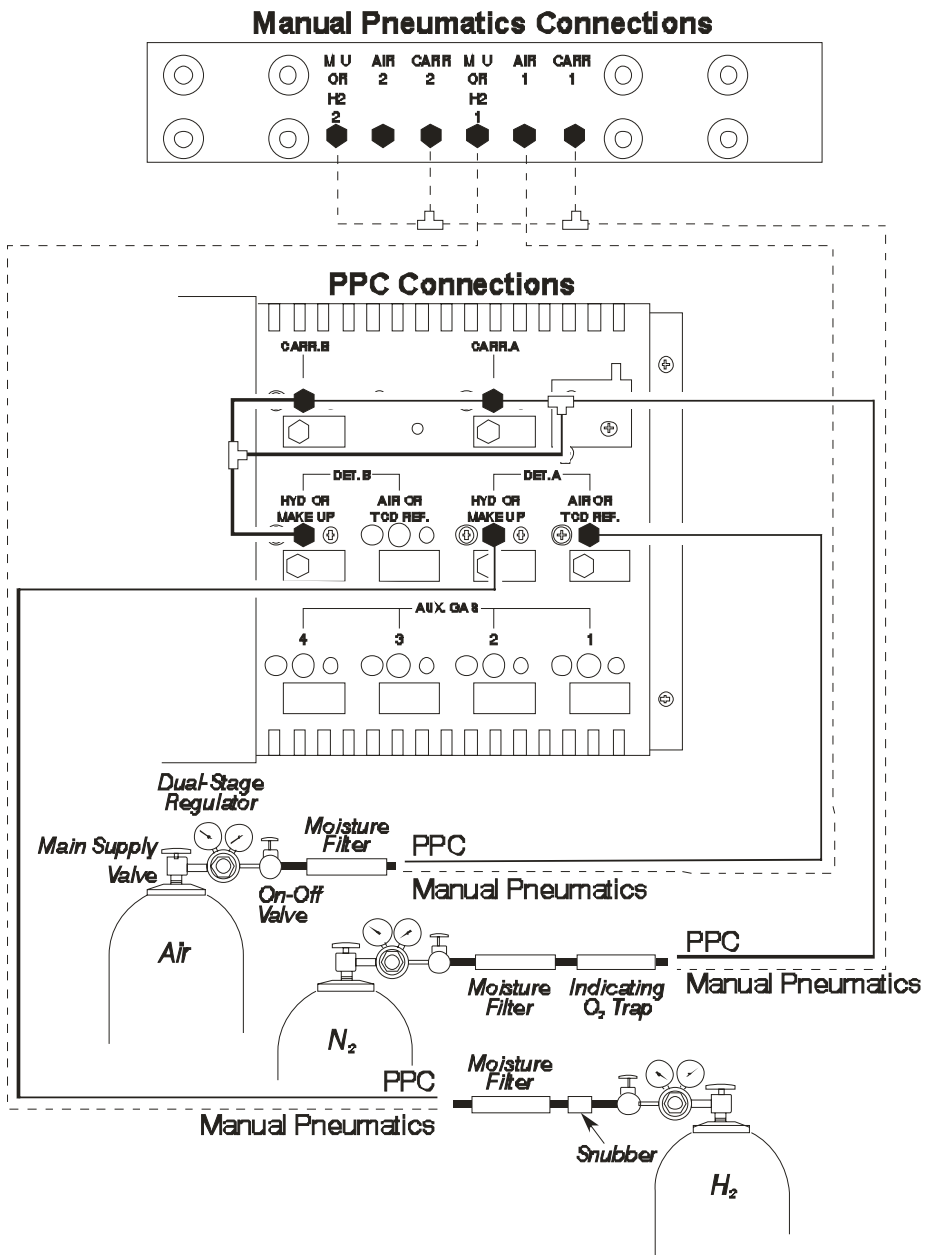 Manual Pneumatics Connections
M U OR H2 2
AIR 2
CARR 2
M U OR H2 1
AIR 1
CARR 1
PPC Connections
CARR.B
CARR.A
DET.B
DET.A
HYD OR MAKE UP
AIR OR TCD REF.
HYD OR MAKE UP
AIR OR TCD REF.
AUX. GAS
4 3 2 1
Dual-Stage
Regulator
Main Supply
Valve
Moisture
Filter
On-Off
Valve
PPC
Manual Pneumatics
Air
PPC
Manual Pneumatics
Moisture
Filter
Indicating
O₂ Trap
N₂
PPC
Manual Pneumatics
Moisture
Filter
Snubber
H₂